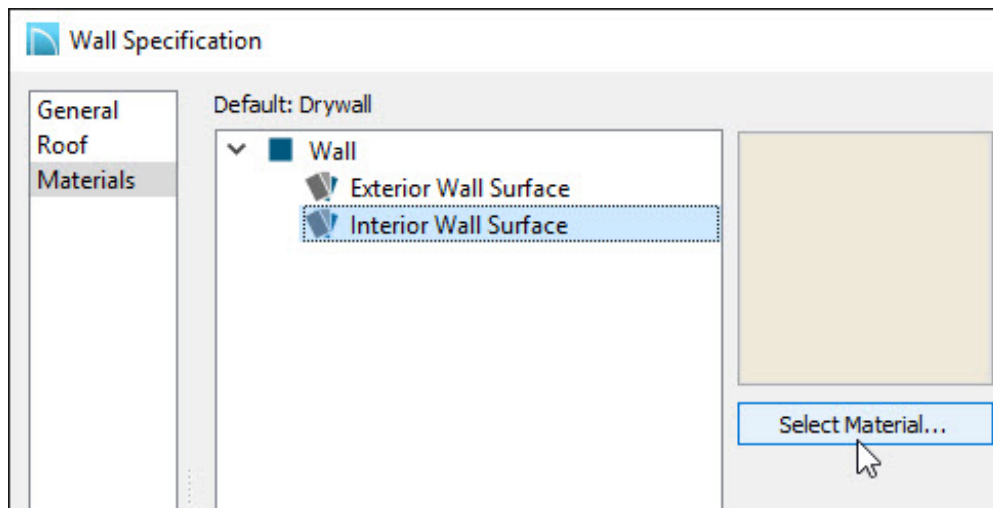 Wall Specification
General
Roof
Materials
Default: Drywall
Wall
Exterior Wall Surface
Interior Wall Surface
Select Material...